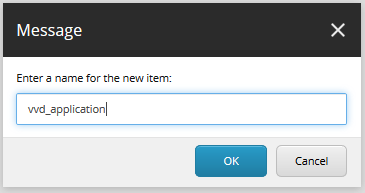 Message
Enter a name for the new item:
vvd_application
OK
Cancel